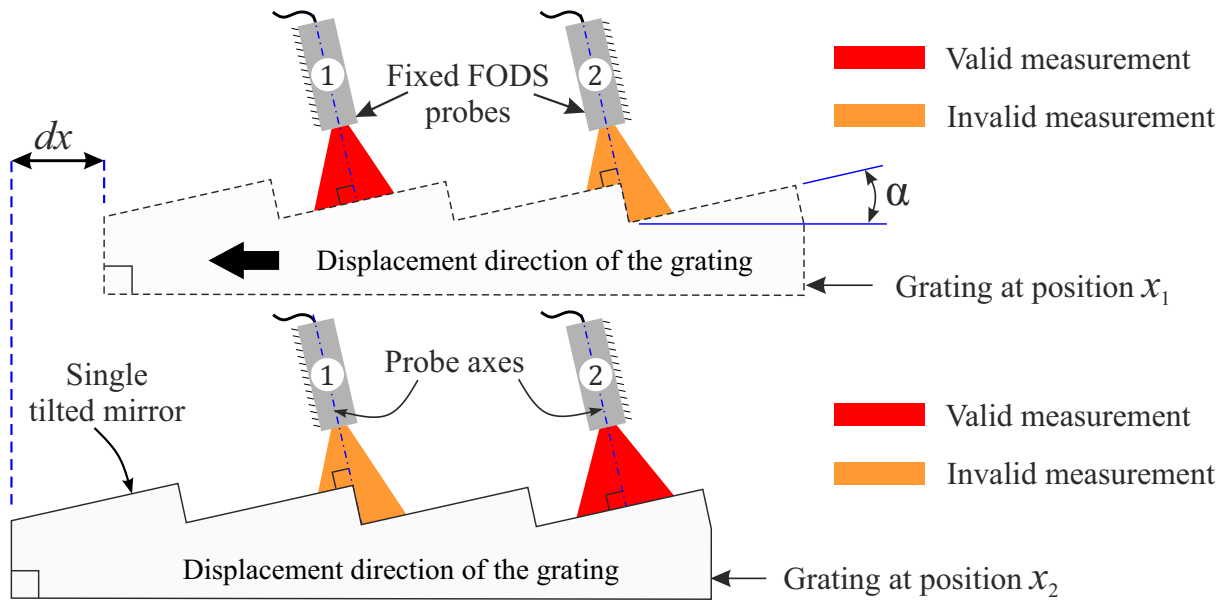 1
2
Fixed FODS
probes
Valid measurement
Invalid measurement
dx
α
Displacement direction of the grating
Grating at position x₁
Single
tilted mirror
1
Probe axes
2
Valid measurement
Invalid measurement
Displacement direction of the grating
Grating at position x₂